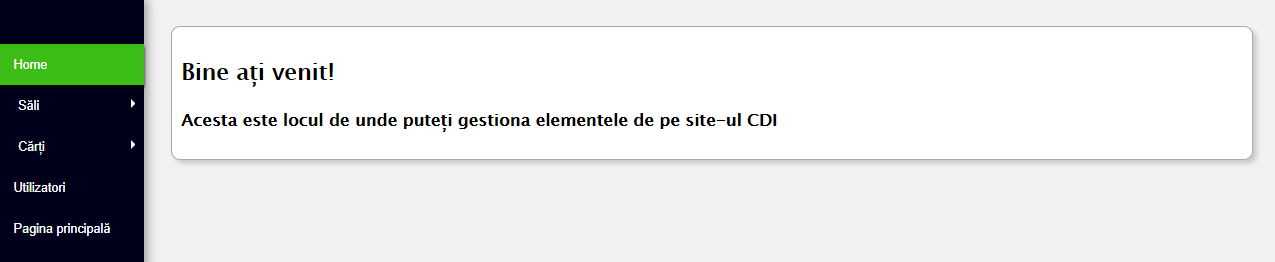 Home
Săli
Cărți
Utilizatori
Pagina principală
Bine ați venit!
Acesta este locul de unde puteți gestiona elementele de pe site-ul CDI